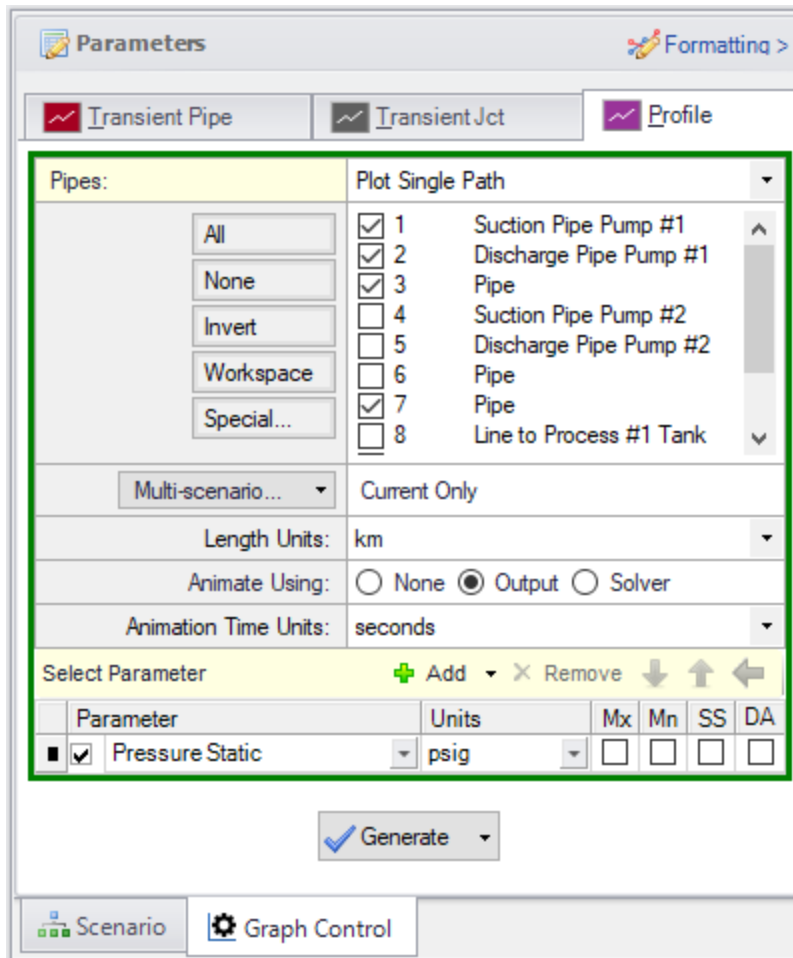 Parameters
Formatting >
Transient Pipe
Transient Jct
Profile
Pipes:
Plot Single Path
All
None
Invert
Workspace
Special...
1 Suction Pipe Pump #1
2 Discharge Pipe Pump #1
3 Pipe
4 Suction Pipe Pump #2
5 Discharge Pipe Pump #2
6 Pipe
7 Pipe
8 Line to Process #1 Tank
Multi-scenario...
Current Only
Length Units:
km
Animate Using:
None Output Solver
Animation Time Units:
seconds
Select Parameter
Add
Remove
Parameter Units Mx Mn SS DA
Pressure Static psig
Generate
Scenario
Graph Control